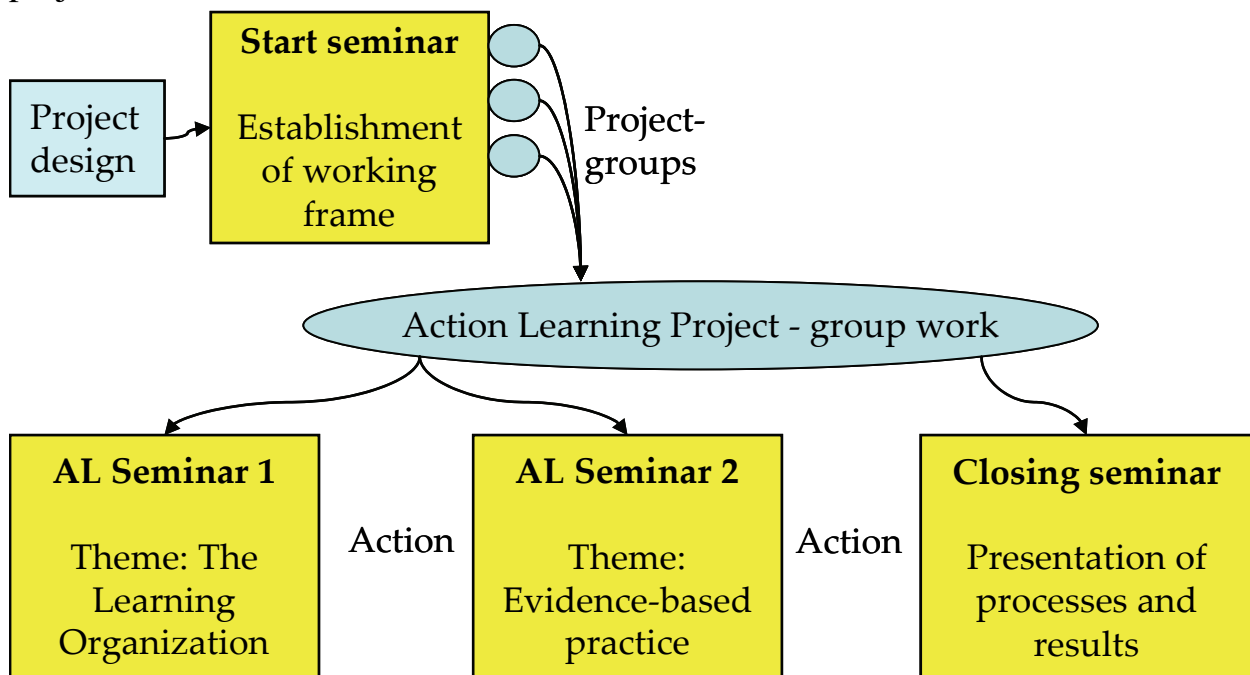 Start seminar
Establishment
of working
frame
Project
design
Project-
groups
Action Learning Project - group work
AL Seminar 1
Theme: The
Learning
Organization
Action
AL Seminar 2
Theme:
Evidence-based
practice
Action
Closing seminar
Presentation of
processes and
results